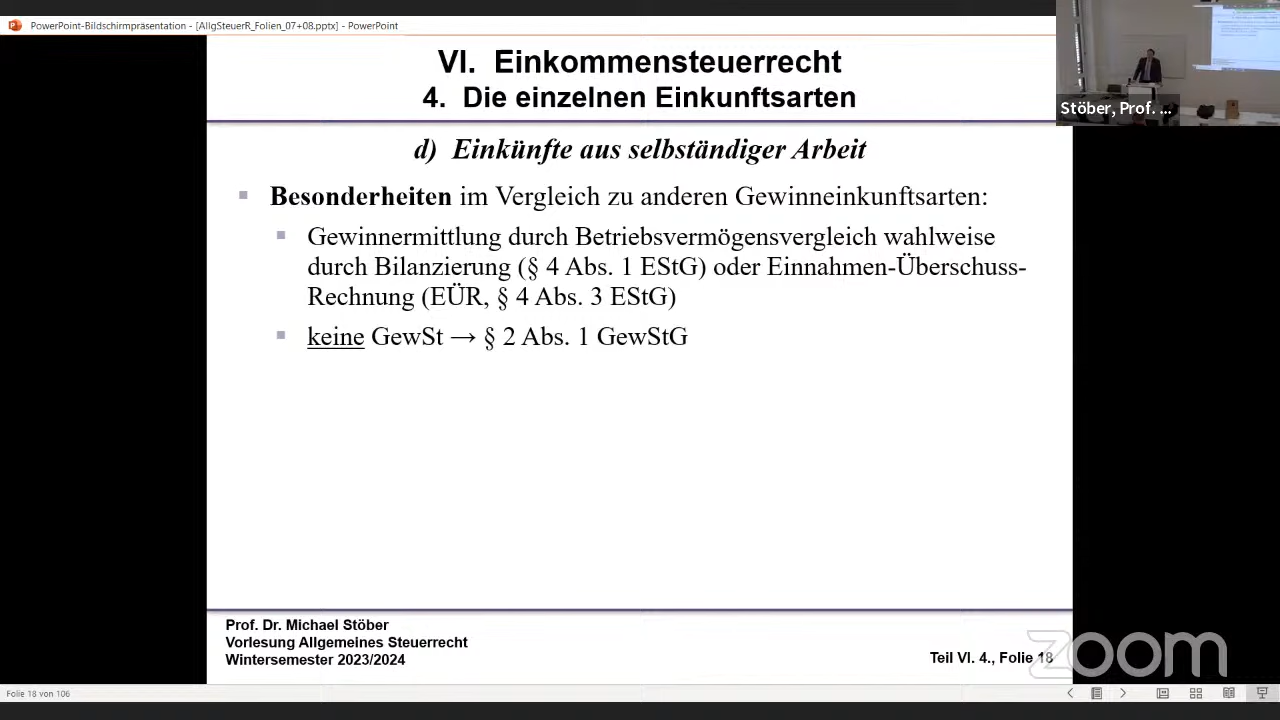 PowerPoint-Bildschirmpräsentation - [AllgSteuerR_Folien_07+08.pptx] - PowerPoint
VI. Einkommensteuerrecht
4. Die einzelnen Einkunftsarten
Stöber, Prof. ...
d) Einkünfte aus selbständiger Arbeit
Besonderheiten im Vergleich zu anderen Gewinneinkunftsarten:
Gewinnermittlung durch Betriebsvermögensvergleich wahlweise
durch Bilanzierung (§ 4 Abs. 1 EStG) oder Einnahmen-Überschuss-
Rechnung (EÜR, § 4 Abs. 3 EStG)
keine GewSt → § 2 Abs. 1 GewStG
Prof. Dr. Michael Stöber
Vorlesung Allgemeines Steuerrecht
Wintersemester 2023/2024
Teil VI. 4., Folie 18
zoom
Folie 18 von 106